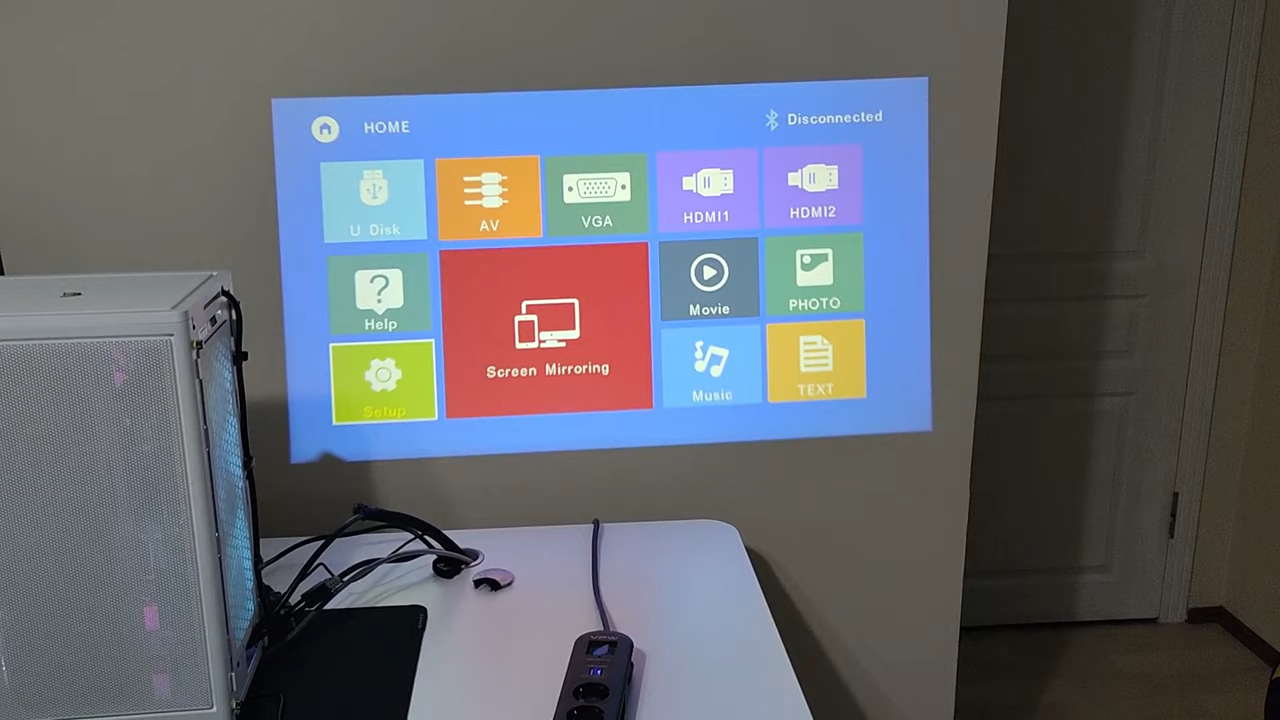 HOME
Disconnected
U Disk
AV
VGA
HDMI1
HDMI2
Help
Screen Mirroring
Movie
PHOTO
Setup
Music
TEXT